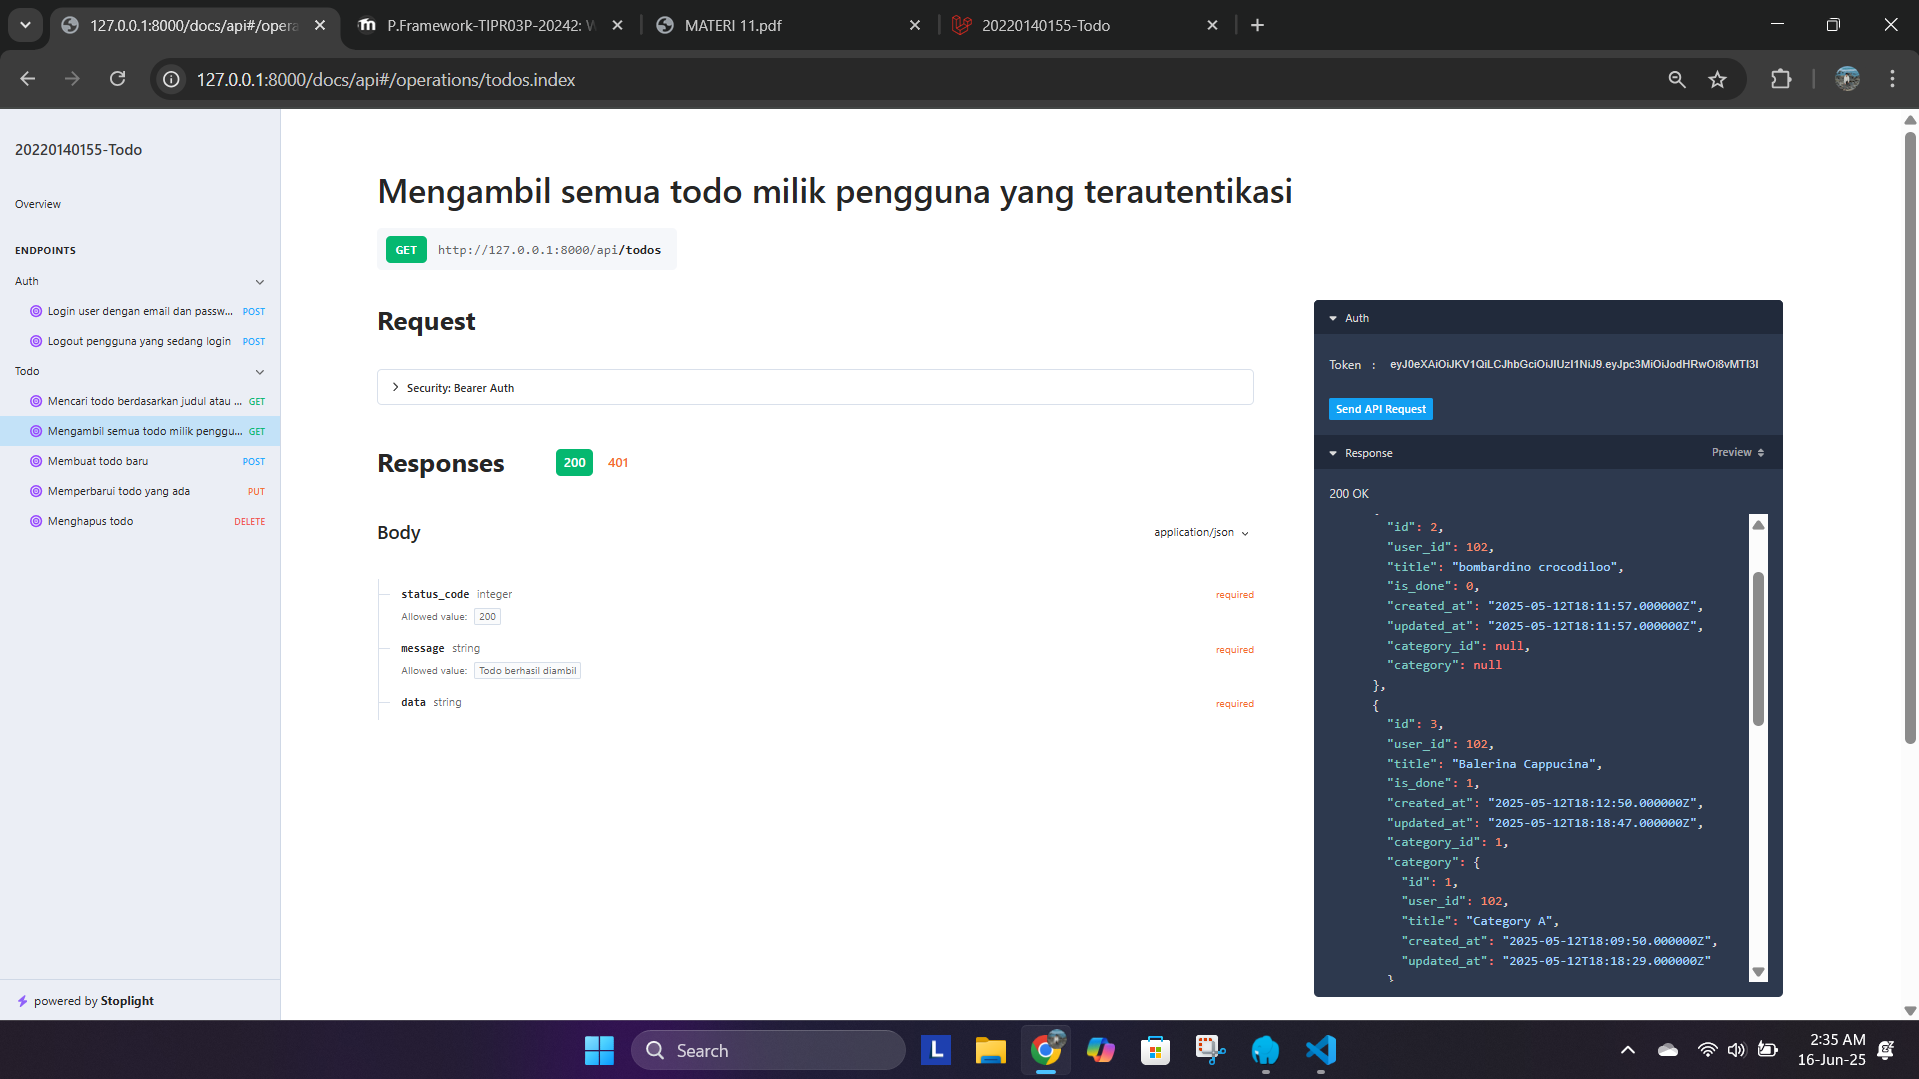 127.0.0.1:8000/docs/api#/opera
P.Framework-TIPR03P-20242: W
MATERI 11.pdf
20220140155-Todo
127.0.0.1:8000/docs/api#/operations/todos.index
20220140155-Todo
Overview
ENDPOINTS
Auth
Login user dengan email dan passw... POST
Logout pengguna yang sedang login POST
Todo
Mencari todo berdasarkan judul atau ... GET
Mengambil semua todo milik penggu... GET
Membuat todo baru POST
Memperbarui todo yang ada PUT
Menghapus todo DELETE
powered by Stoplight
Mengambil semua todo milik pengguna yang terautentikasi
GET http://127.0.0.1:8000/api/todos
Request
Security: Bearer Auth
Responses 200 401
Body application/json
status_code integer required
Allowed value: 200
message string required
Allowed value: Todo berhasil diambil
data string required
Auth
Token :
Send API Request
Response Preview
200 OK
"id": 2,
"user_id": 102,
"title": "bombardino crocodiloo",
"is_done": 0,
"created_at": "2025-05-12T18:11:57.000000Z",
"updated_at": "2025-05-12T18:11:57.000000Z",
"category_id": null,
"category": null
},
{
"id": 3,
"user_id": 102,
"title": "Balerina Cappucina",
"is_done": 1,
"created_at": "2025-05-12T18:12:50.000000Z",
"updated_at": "2025-05-12T18:18:47.000000Z",
"category_id": 1,
"category": {
"id": 1,
"user_id": 102,
"title": "Category A",
"created_at": "2025-05-12T18:09:50.000000Z",
"updated_at": "2025-05-12T18:18:29.000000Z"
}
Search
L
2:35 AM
16-Jun-25